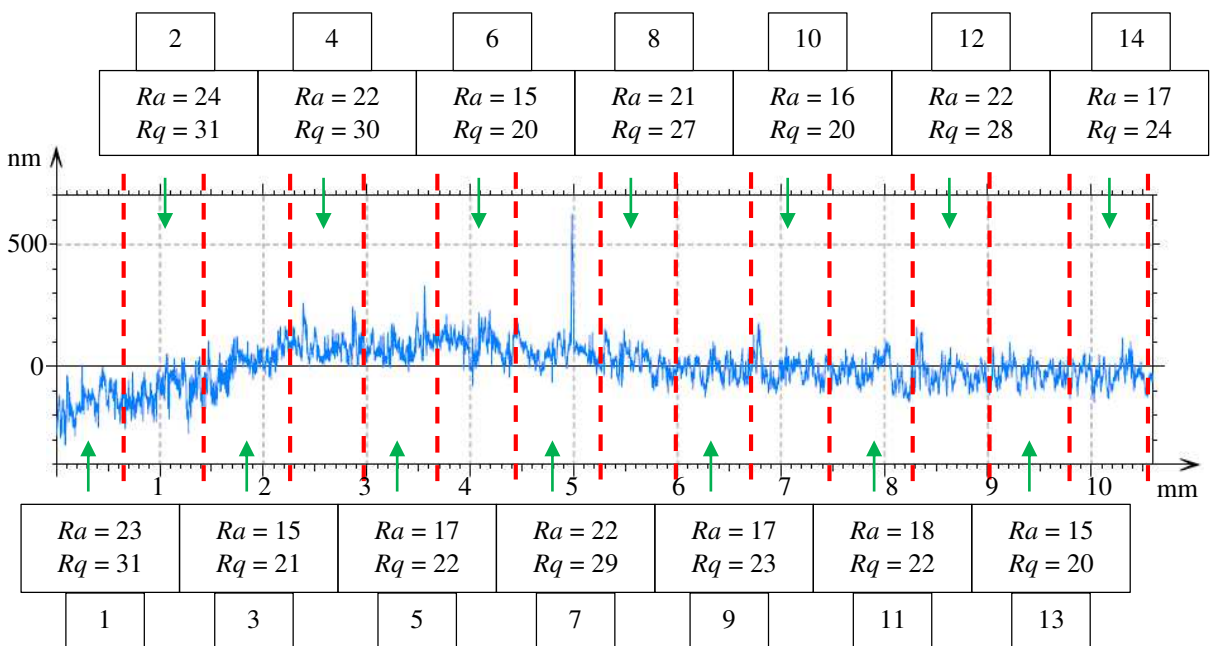 2 4 6 8 10 12 14
Ra = 24 Ra = 22 Ra = 15 Ra = 21 Ra = 16 Ra = 22 Ra = 17
Rq = 31 Rq = 30 Rq = 20 Rq = 27 Rq = 20 Rq = 28 Rq = 24
nm
500
0
1 2 3 4 5 6 7 8 9 10 mm
Ra = 23 Ra = 15 Ra = 17 Ra = 22 Ra = 17 Ra = 18 Ra = 15
Rq = 31 Rq = 21 Rq = 22 Rq = 29 Rq = 23 Rq = 22 Rq = 20
1 3 5 7 9 11 13